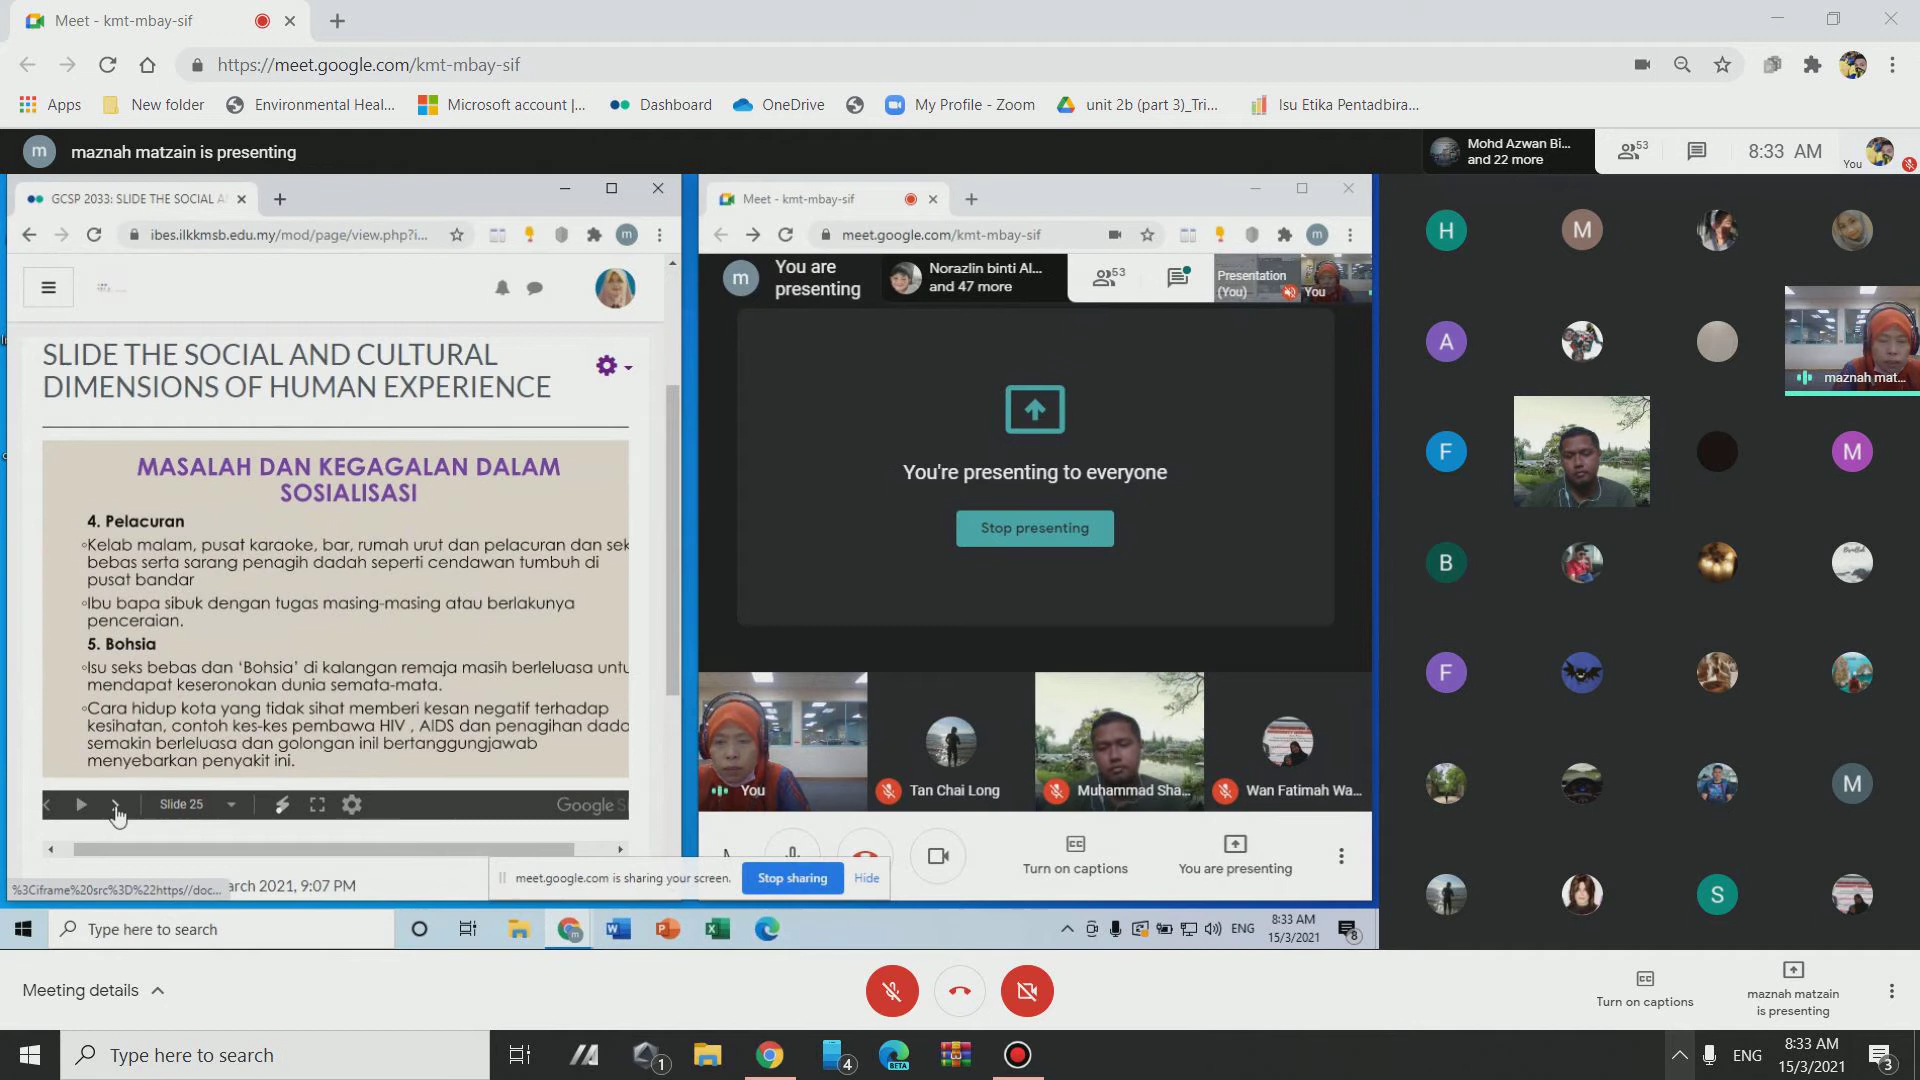 Meet - kmt-mbay-sif
https://meet.google.com/kmt-mbay-sif
Apps
New folder
Environmental Heal...
Microsoft account |...
Dashboard
OneDrive
My Profile - Zoom
unit 2b (part 3)_Tri...
Isu Etika Pentadbira...
m
maznah matzain is presenting
Mohd Azwan Bi...
and 22 more
53
8:33 AM
You
GCSP 2033: SLIDE THE SOCIAL A
ibes.ilkkmsb.edu.my/mod/page/view.php?i...
m
SLIDE THE SOCIAL AND CULTURAL
DIMENSIONS OF HUMAN EXPERIENCE
MASALAH DAN KEGAGALAN DALAM
SOSIALISASI
4. Pelacuran
◦Kelab malam, pusat karaoke, bar, rumah urut dan pelacuran dan sek
bebas serta sarang penagih dadah seperti cendawan tumbuh di
pusat bandar
◦Ibu bapa sibuk dengan tugas masing-masing atau berlakunya
penceraian.
5. Bohsia
◦Isu seks bebas dan ‘Bohsia’ di kalangan remaja masih berleluasa untu
mendapat keseronokan dunia semata-mata.
◦Cara hidup kota yang tidak sihat memberi kesan negatif terhadap
kesihatan, contoh kes-kes pembawa HIV , AIDS dan penagihan dada
semakin berleluasa dan golongan inil bertanggungjawab
menyebarkan penyakit ini.
Slide 25
Google S
%3Ciframe%20src%3D%22https//doc...
arch 2021, 9:07 PM
Meet - kmt-mbay-sif
meet.google.com/kmt-mbay-sif
m
m
You are
presenting
Norazlin binti Al...
and 47 more
53
Presentation
(You)
You
You're presenting to everyone
Stop presenting
You
Tan Chai Long
Muhammad Sha...
Wan Fatimah Wa...
Turn on captions
You are presenting
meet.google.com is sharing your screen.
Stop sharing
Hide
Type here to search
ENG
8:33 AM
15/3/2021
8
H
M
A
maznah mat...
F
M
B
F
M
S
Meeting details
Turn on captions
maznah matzain
is presenting
Type here to search
1
4
BETA
ENG
8:33 AM
15/3/2021
3